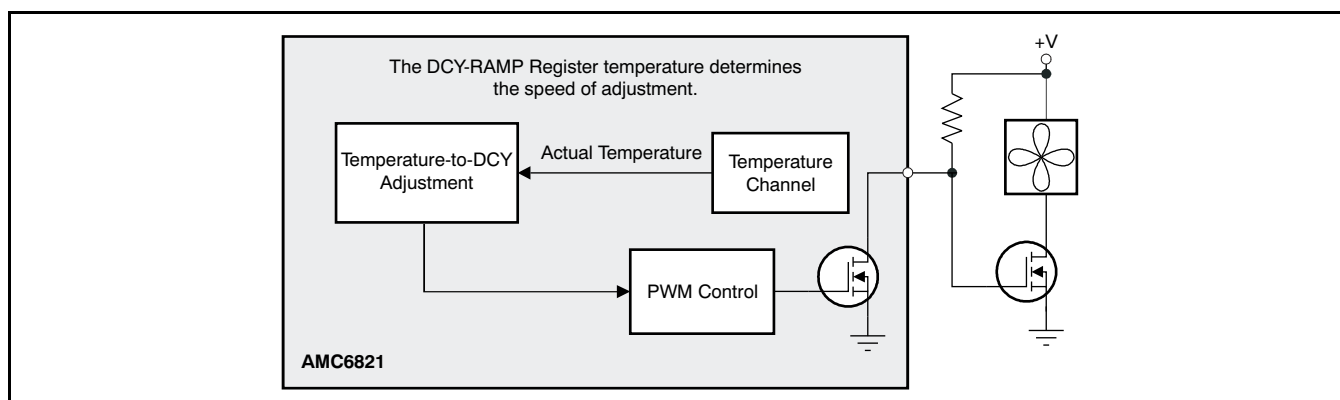 +V
The DCY-RAMP Register temperature determines
the speed of adjustment.
Temperature-to-DCY
Adjustment
Actual Temperature
Temperature
Channel
PWM Control
AMC6821